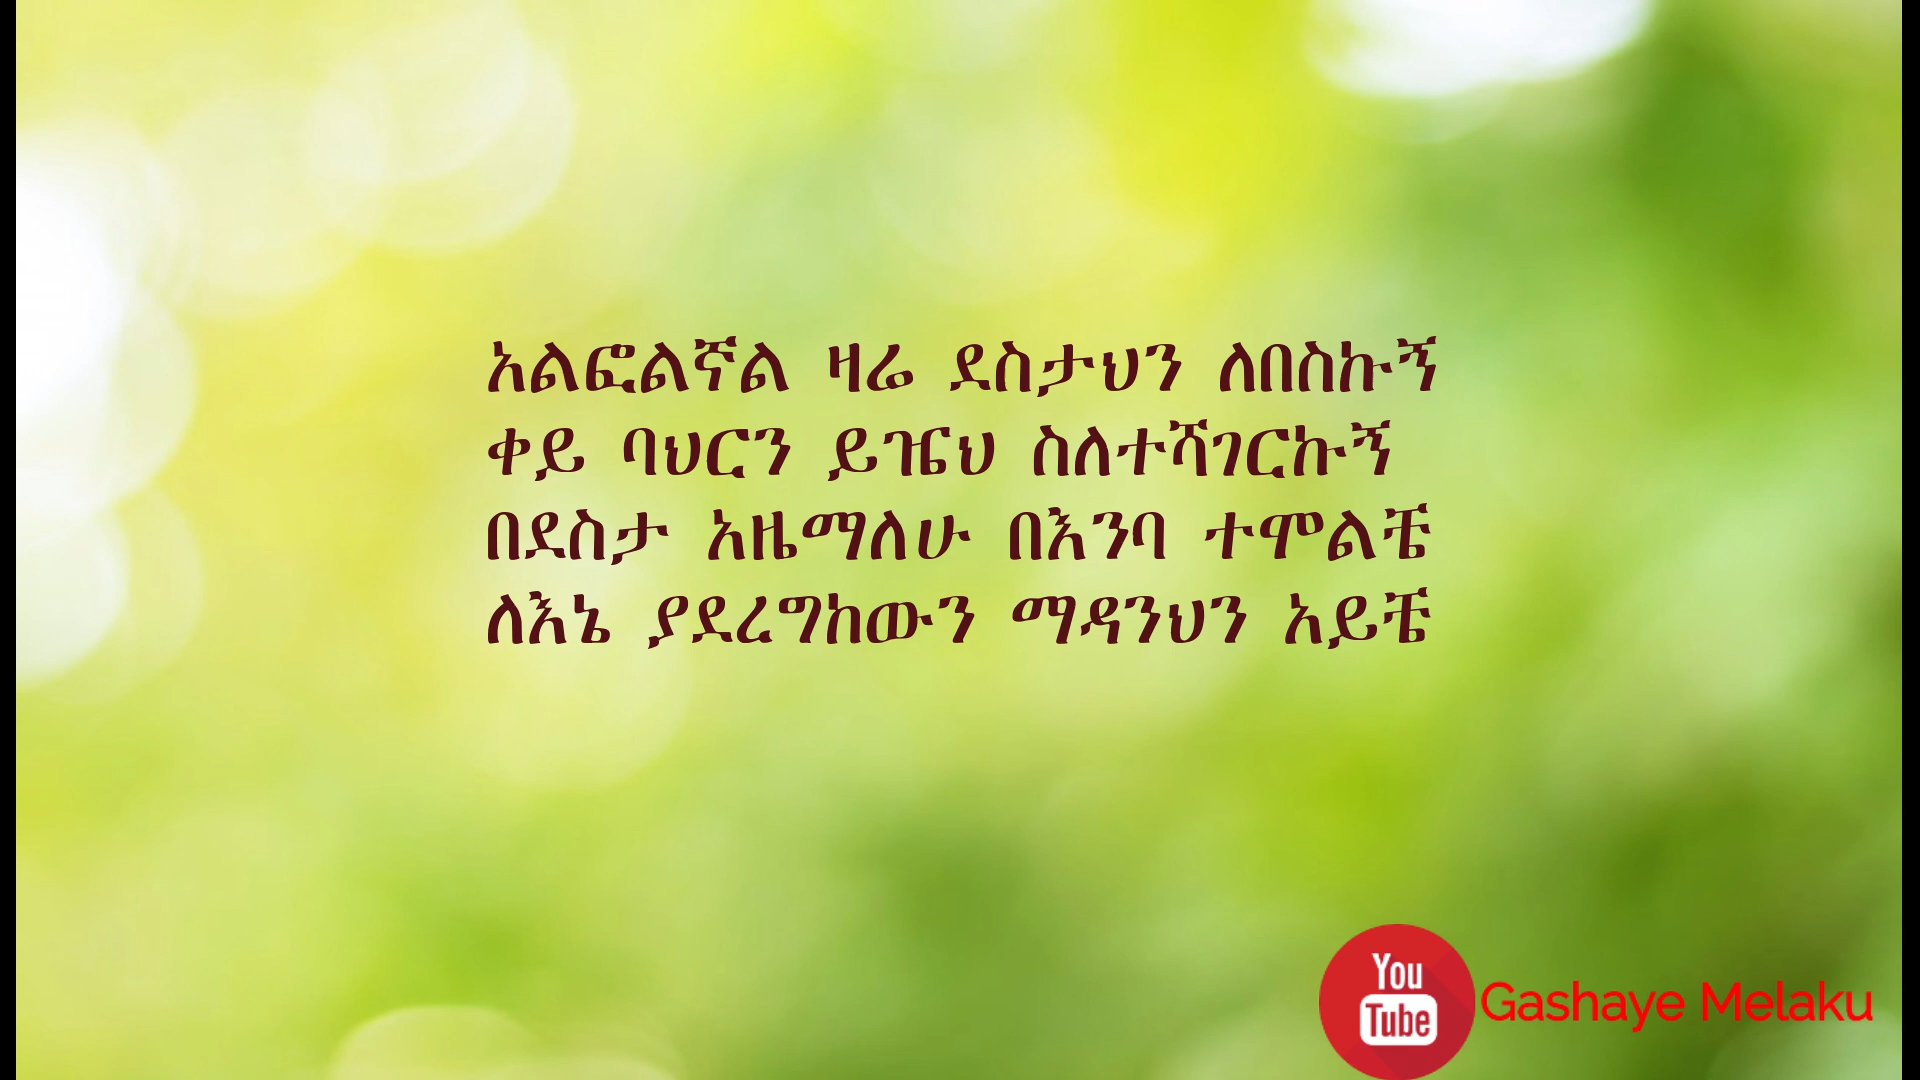 አልፎልኛል ዛሬ ደስታህን ለበስኩኝ
ቀይ ባህርን ይዤህ ስለተሻገርኩኝ
በደስታ አዜማለሁ በእንባ ተሞልቼ
ለእኔ ያደረግከውን ማዳንህን አይቼ
You
Tube
Gashaye Melaku